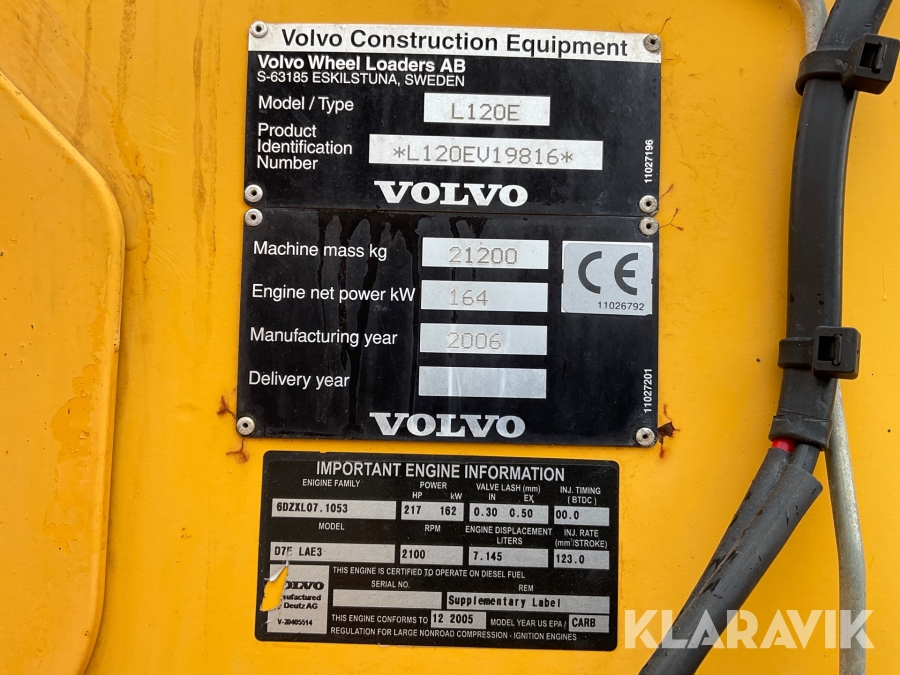 Volvo Construction Equipment
Volvo Wheel Loaders AB
S-63185 ESKILSTUNA, SWEDEN
Model / Type L120E
Product
Identification
Number *L120EV19816*
11027196
VOLVO
Machine mass kg 21200
CE
11026792
Engine net power kW 164
Manufacturing year 2006
Delivery year
11027201
VOLVO
IMPORTANT ENGINE INFORMATION
ENIGINE FAMILY POWER VALVE LASH (mm) INJ. TIMING
HP kW IN EX (BTDC)
6DZXL07.1053 217 162 0.30 0.50 00.0
MODEL RPM ENGINE DISPLACEMENT INJ. RATE
LITERS (mm³/STROKE)
D7E LAE3 2100 7.145 123.0
THIS ENGINE IS CERTIFIED TO OPERATE ON DIESEL FUEL
SERIAL NO. REM
Supplementary Label
VOLVO
Deutz AG
V-20405514
THIS ENGINE CONFORMS TO 12 2005 MODEL YEAR US EPA / CARB
REGULATION FOR LARGE NONROAD COMPRESSION - IGNITION ENGINES
KLARAVIK